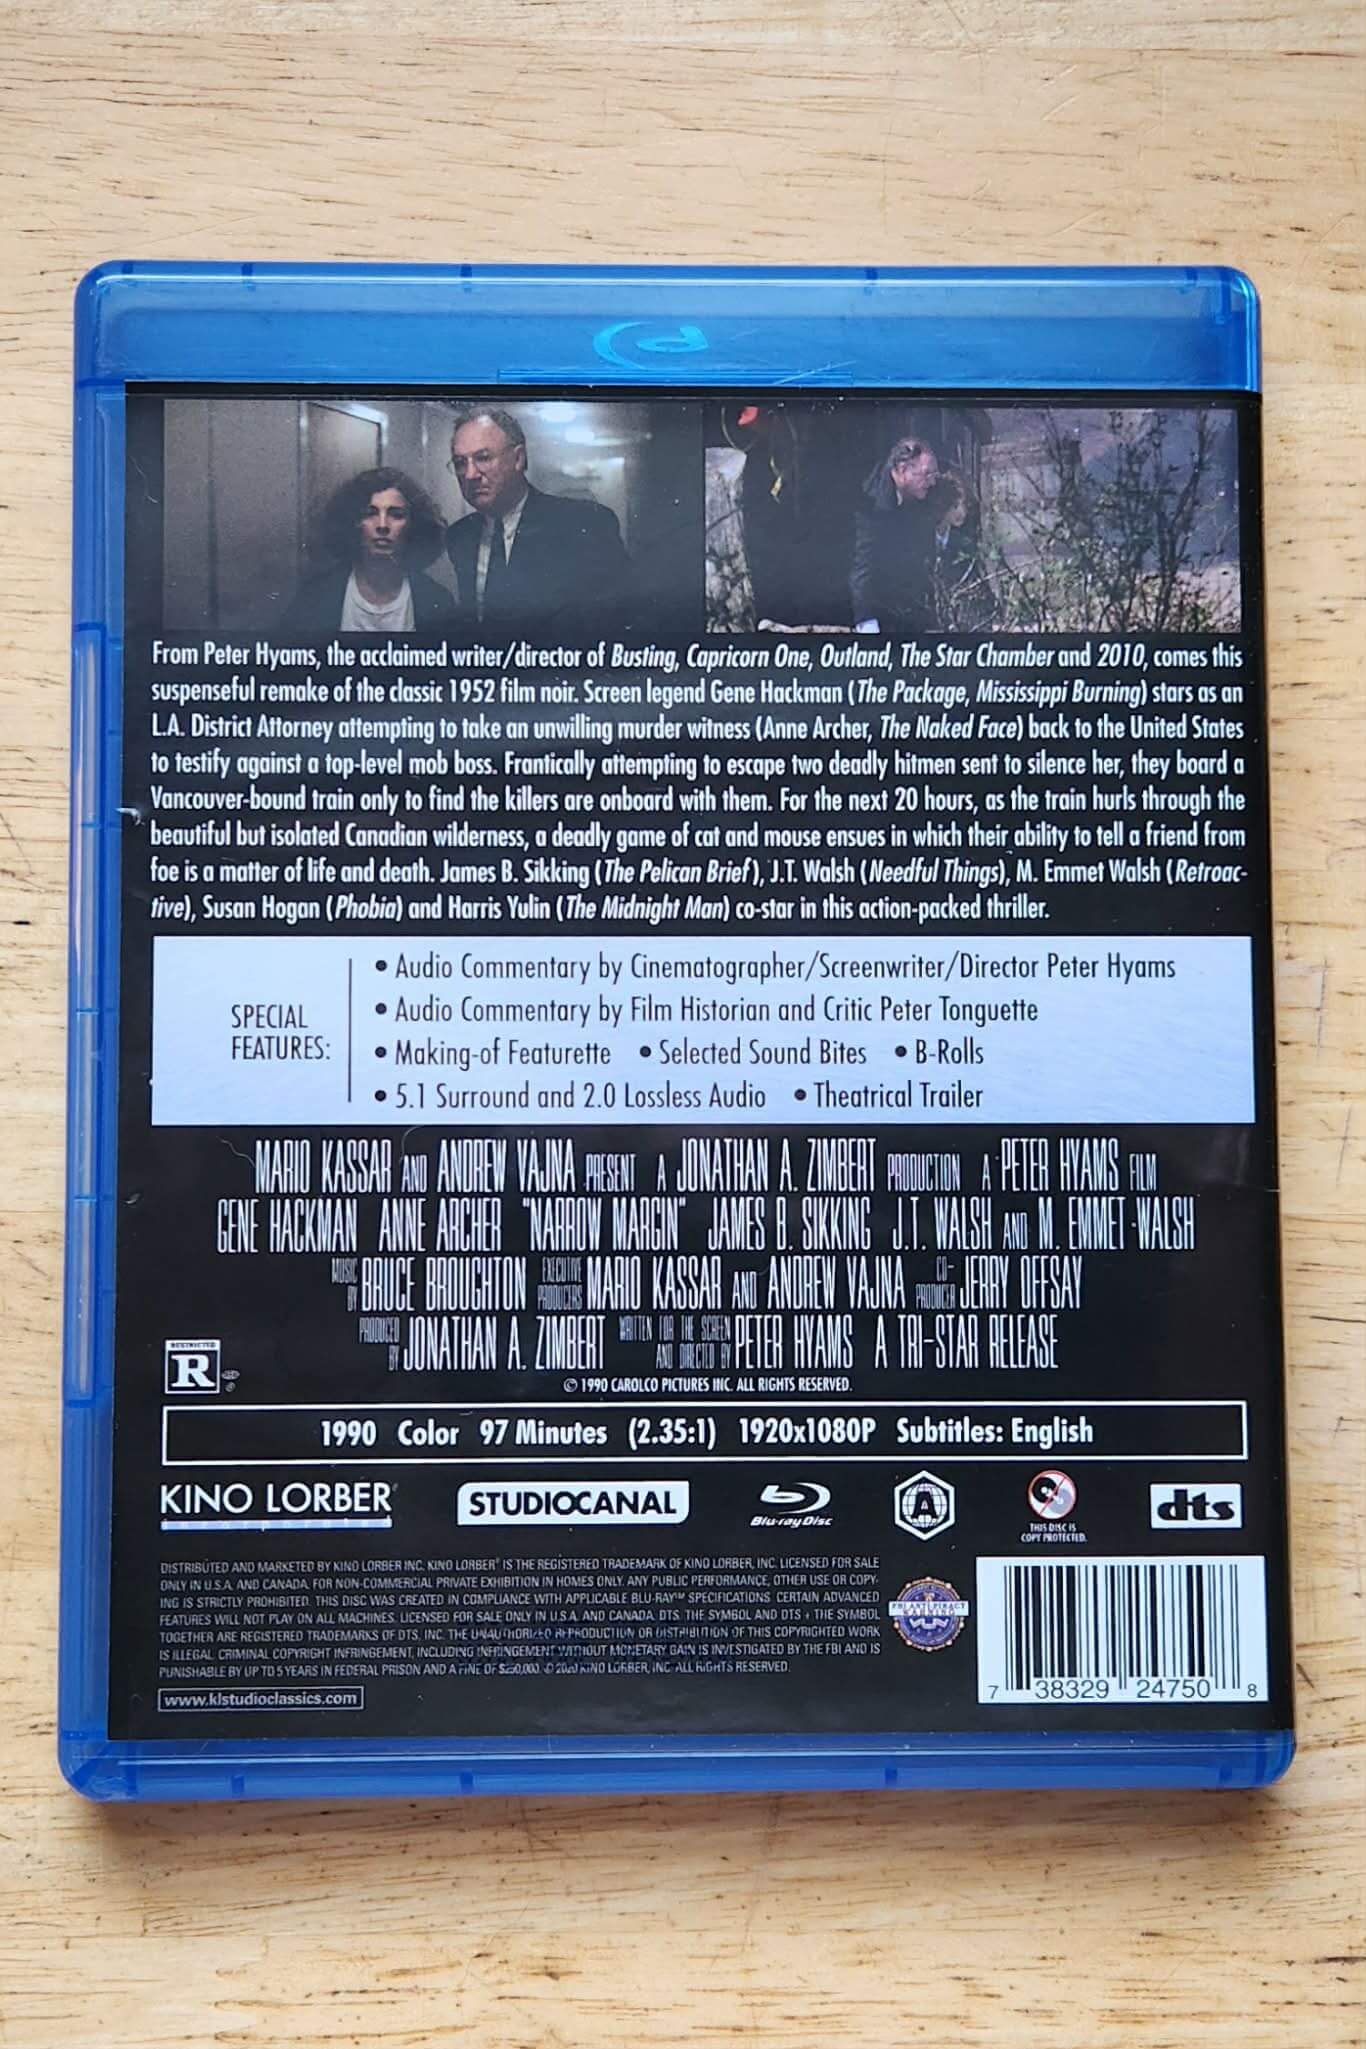 From Peter Hyams, the acclaimed writer/director of Busting, Capricorn One, Outland, The Star Chamber and 2010, comes this
suspenseful remake of the classic 1952 film noir. Screen legend Gene Hackman (The Package, Mississippi Burning) stars as an
L.A. District Attorney attempting to take an unwilling murder witness (Anne Archer, The Naked Face) back to the United States
to testify against a top-level mob boss. Frantically attempting to escape two deadly hitmen sent to silence her, they board a
Vancouver-bound train only to find the killers are onboard with them. For the next 20 hours, as the train hurls through the
beautiful but isolated Canadian wilderness, a deadly game of cat and mouse ensues in which their ability to tell a friend from
foe is a matter of life and death. James B. Sikking (The Pelican Brief), J.T. Walsh (Needful Things), M. Emmet Walsh (Retroac-
tive), Susan Hogan (Phobia) and Harris Yulin (The Midnight Man) co-star in this action-packed thriller.
SPECIAL
FEATURES:
• Audio Commentary by Cinematographer/Screenwriter/Director Peter Hyams
• Audio Commentary by Film Historian and Critic Peter Tonguette
• Making-of Featurette • Selected Sound Bites • B-Rolls
• 5.1 Surround and 2.0 Lossless Audio • Theatrical Trailer
MARIO KASSAR AND ANDREW VAJNA PRESENT A JONATHAN A. ZIMBERT PRODUCTION A PETER HYAMS FILM
GENE HACKMAN ANNE ARCHER "NARROW MARGIN" JAMES B. SIKKING J.T. WALSH AND M. EMMET WALSH
MUSIC BY BRUCE BROUGHTON EXECUTIVE PRODUCERS MARIO KASSAR AND ANDREW VAJNA CO-PRODUCER JERRY OFFSAY
PRODUCED BY JONATHAN A. ZIMBERT WRITTEN FOR THE SCREEN AND DIRECTED BY PETER HYAMS A TRI-STAR RELEASE
RESTRICTED
R
© 1990 CAROLCO PICTURES INC. ALL RIGHTS RESERVED.
1990 Color 97 Minutes (2.35:1) 1920x1080P Subtitles: English
KINO LORBER
STUDIOCANAL
Blu-ray Disc
A
THIS DISC IS
COPY PROTECTED.
dts
DISTRIBUTED AND MARKETED BY KINO LORBER INC. KINO LORBER® IS THE REGISTERED TRADEMARK OF KINO LORBER, INC. LICENSED FOR SALE
ONLY IN U.S.A. AND CANADA. FOR NON-COMMERCIAL PRIVATE EXHIBITION IN HOMES ONLY. ANY PUBLIC PERFORMANCE, OTHER USE OR COPY-
ING IS STRICTLY PROHIBITED. THIS DISC WAS CREATED IN COMPLIANCE WITH APPLICABLE BLU-RAY™ SPECIFICATIONS. CERTAIN ADVANCED
FEATURES WILL NOT PLAY ON ALL MACHINES. LICENSED FOR SALE ONLY IN U.S.A. AND CANADA. DTS, THE SYMBOL AND DTS + THE SYMBOL
TOGETHER ARE REGISTERED TRADEMARKS OF DTS, INC. THE UNAUTHORIZED REPRODUCTION OR DISTRIBUTION OF THIS COPYRIGHTED WORK
IS ILLEGAL. CRIMINAL COPYRIGHT INFRINGEMENT, INCLUDING INFRINGEMENT WITHOUT MONETARY GAIN IS INVESTIGATED BY THE FBI AND IS
PUNISHABLE BY UP TO 5 YEARS IN FEDERAL PRISON AND A FINE OF $250,000. © 2020 KINO LORBER, INC. ALL RIGHTS RESERVED.
www.klstudioclassics.com
FBI ANTI-PIRACY
WARNING
7 38329 24750 8